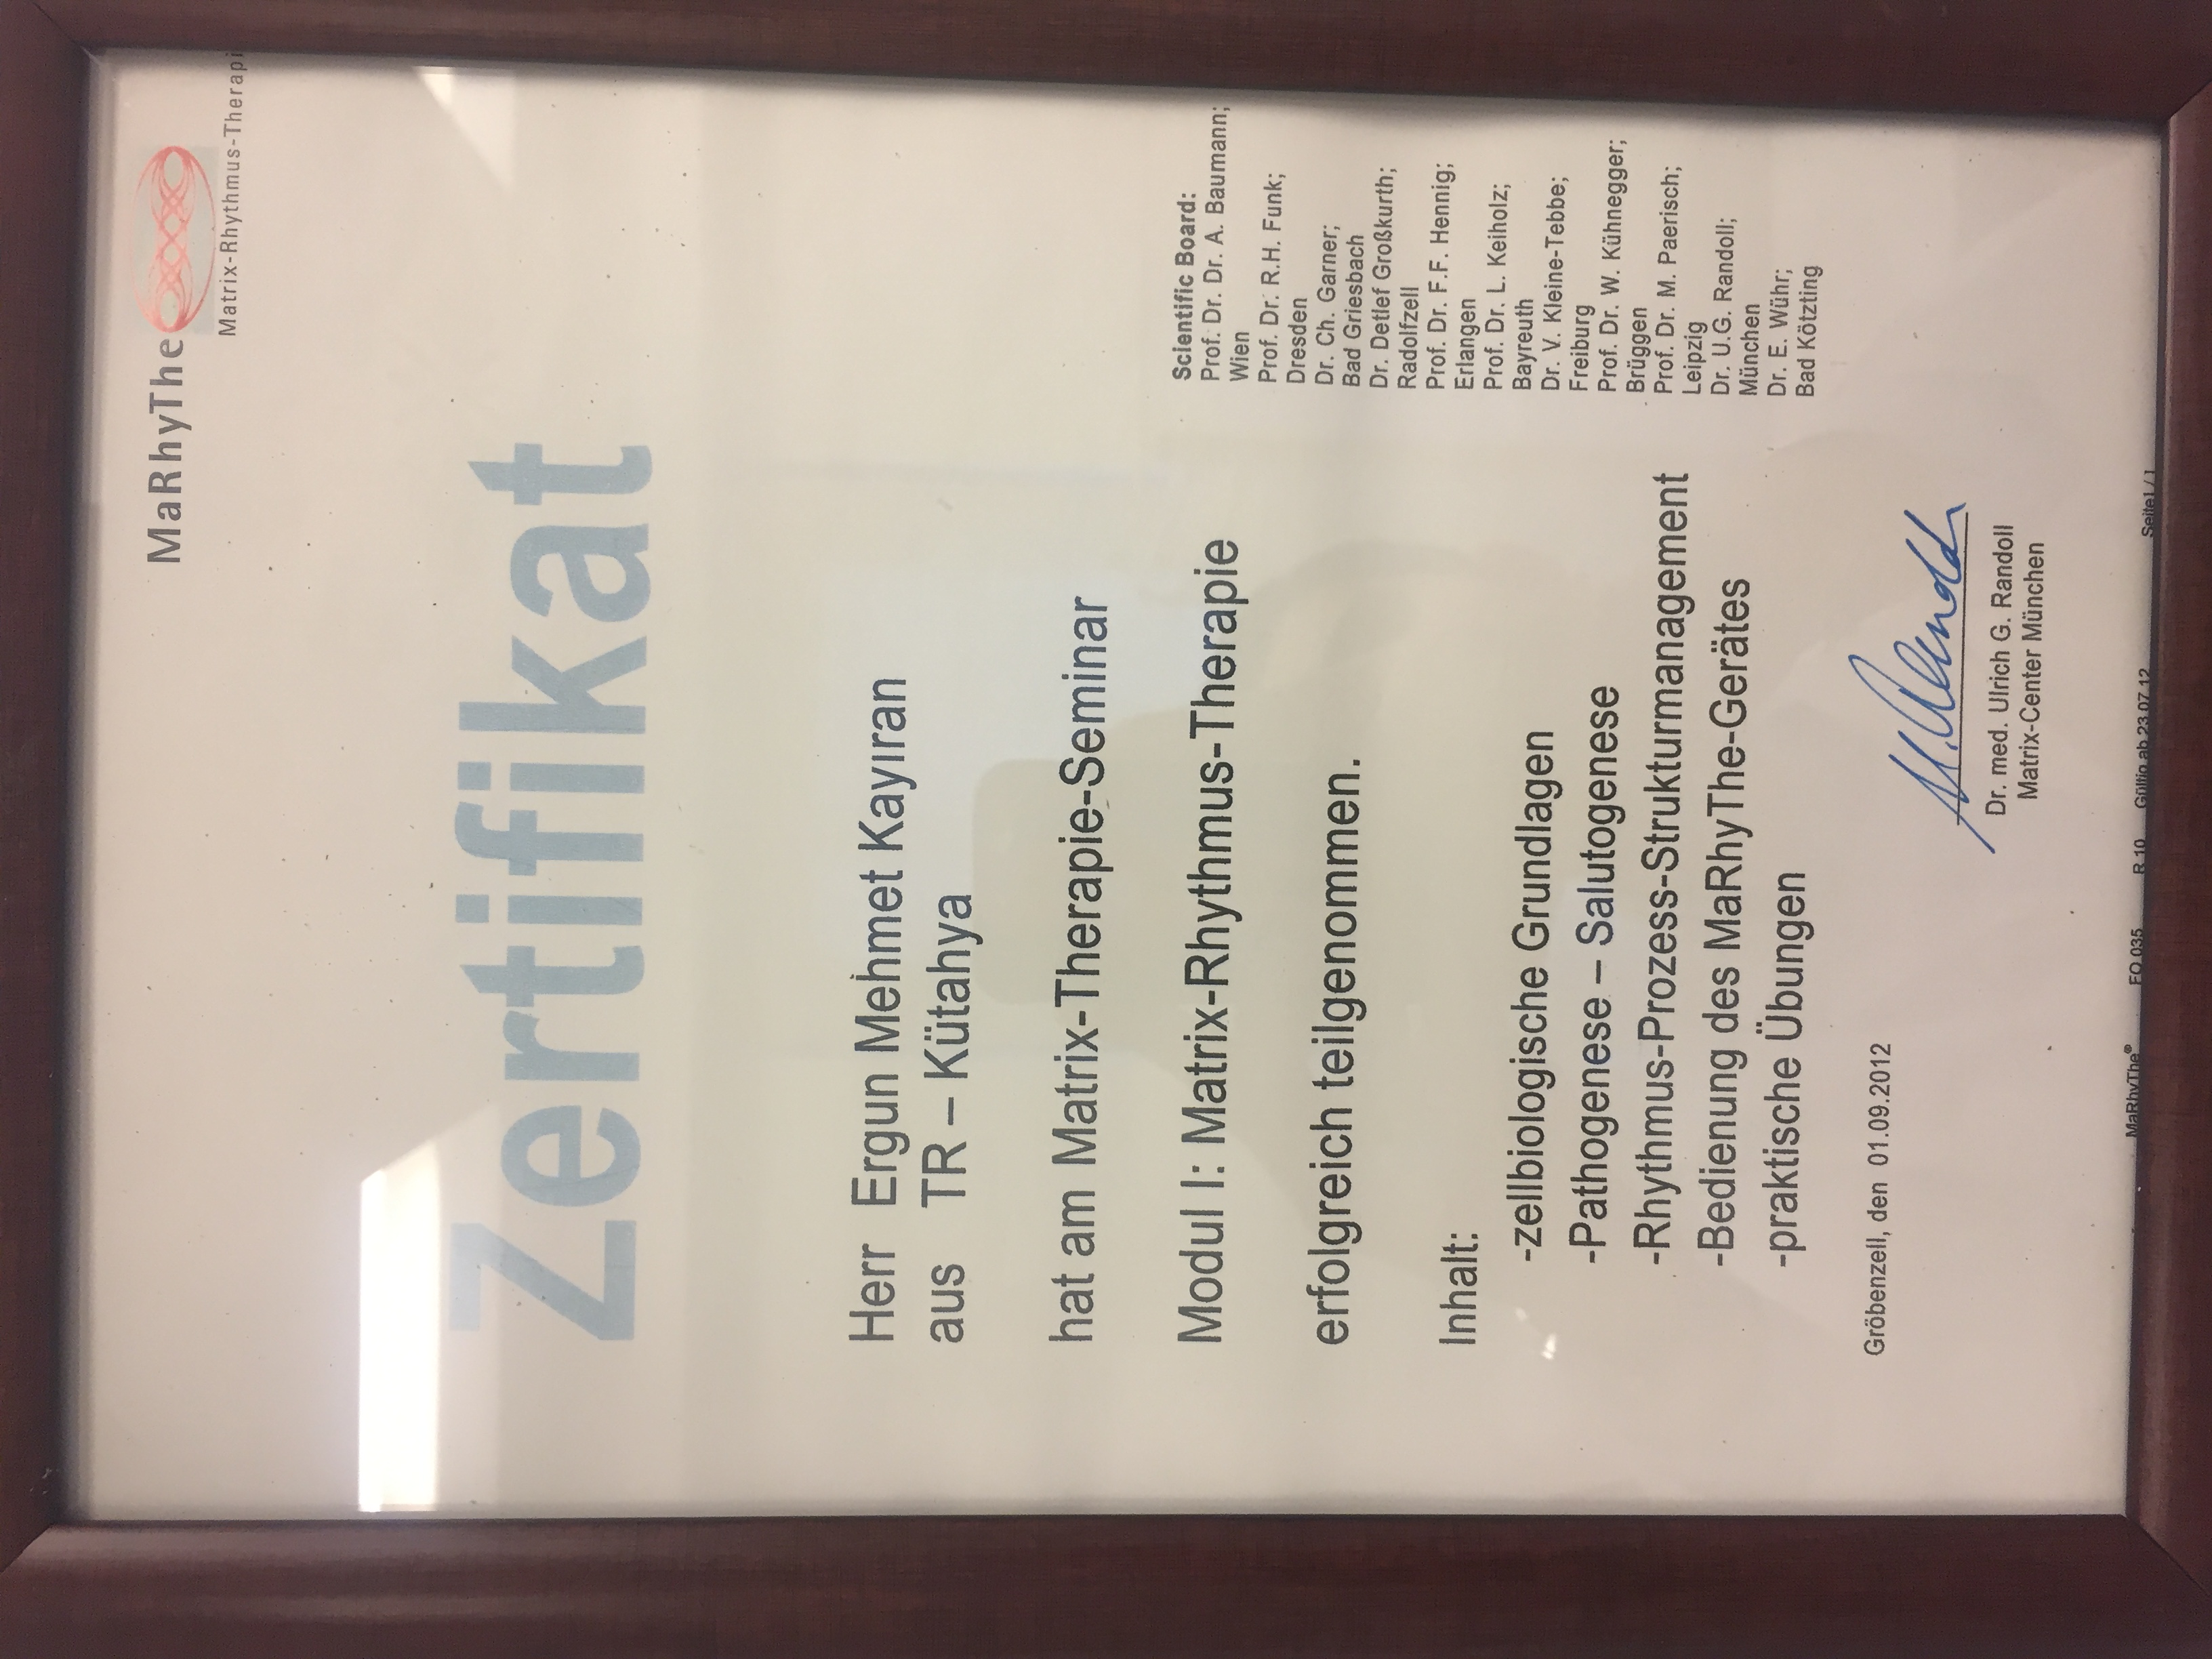 MaRhyThe
Matrix-Rhythmus-Therapi
Zertifikat
Herr Ergun Mehmet Kayıran
aus TR – Kütahya
hat am Matrix-Therapie-Seminar
Modul I: Matrix-Rhythmus-Therapie
erfolgreich teilgenommen.
Inhalt:
-zellbiologische Grundlagen
-Pathogenese – Salutogenese
-Rhythmus-Prozess-Strukturmanagement
-Bedienung des MaRhyThe-Gerätes
-praktische Übungen
Scientific Board:
Prof. Dr. Dr. A. Baumann;
Wien
Prof. Dr. R.H. Funk;
Dresden
Dr. Ch. Garner;
Bad Griesbach
Dr. Detlef Großkurth;
Radolfzell
Prof. Dr. F.F. Hennig;
Erlangen
Prof. Dr. L. Keiholz;
Bayreuth
Dr. V. Kleine-Tebbe;
Freiburg
Prof. Dr. W. Kühnegger;
Brüggen
Prof. Dr. M. Paerisch;
Leipzig
Dr. U.G. Randoll;
München
Dr. E. Wühr;
Bad Kötzting
Gröbenzell, den 01.09.2012
Dr. med. Ulrich G. Randoll
Matrix-Center München
MaRhyThe® FO 035 R 10 Gültig ab 23.07.12 Seite1 / 1